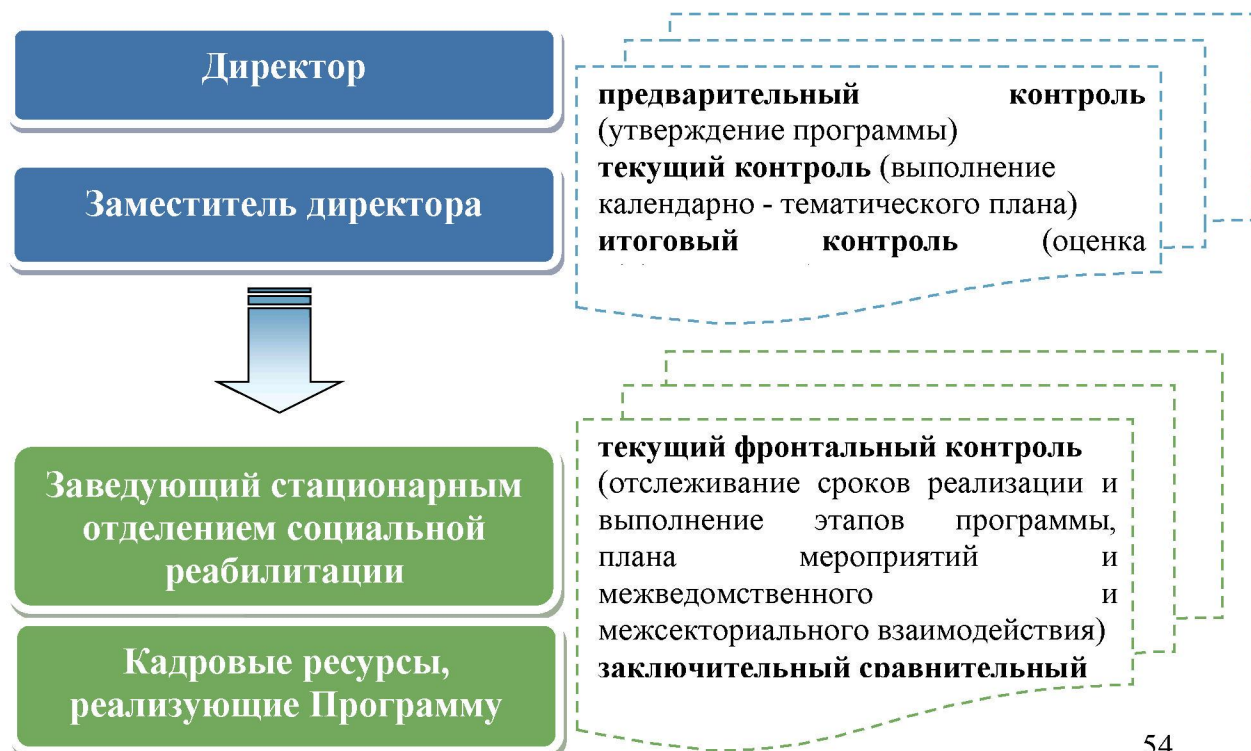 Директор
Заместитель директора
предварительный контроль
(утверждение программы)
текущий контроль (выполнение
календарно - тематического плана)
итоговый контроль (оценка
Заведующий стационарным
отделением социальной
реабилитации
Кадровые ресурсы,
реализующие Программу
текущий фронтальный контроль
(отслеживание сроков реализации и
выполнение этапов программы,
плана мероприятий и
межведомственного и
межсекториального взаимодействия)
заключительный сравнительный
54